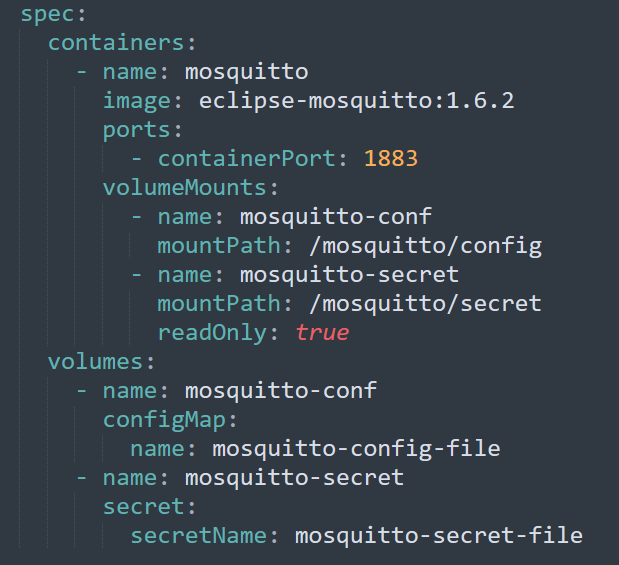 spec:
  containers:
    - name: mosquitto
      image: eclipse-mosquitto:1.6.2
      ports:
        - containerPort: 1883
      volumeMounts:
        - name: mosquitto-conf
          mountPath: /mosquitto/config
        - name: mosquitto-secret
          mountPath: /mosquitto/secret
          readOnly: true
  volumes:
    - name: mosquitto-conf
      configMap:
        name: mosquitto-config-file
    - name: mosquitto-secret
      secret:
        secretName: mosquitto-secret-file